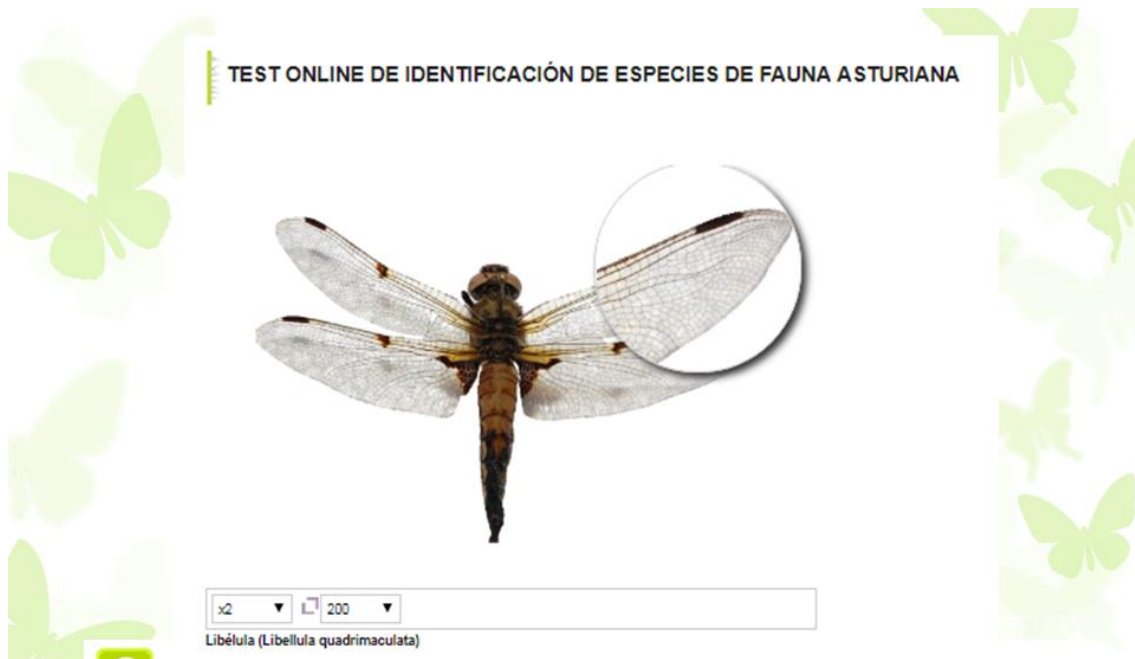 TEST ONLINE DE IDENTIFICACIÓN DE ESPECIES DE FAUNA ASTURIANA
x2 200
Libélula (Libellula quadrimaculata)